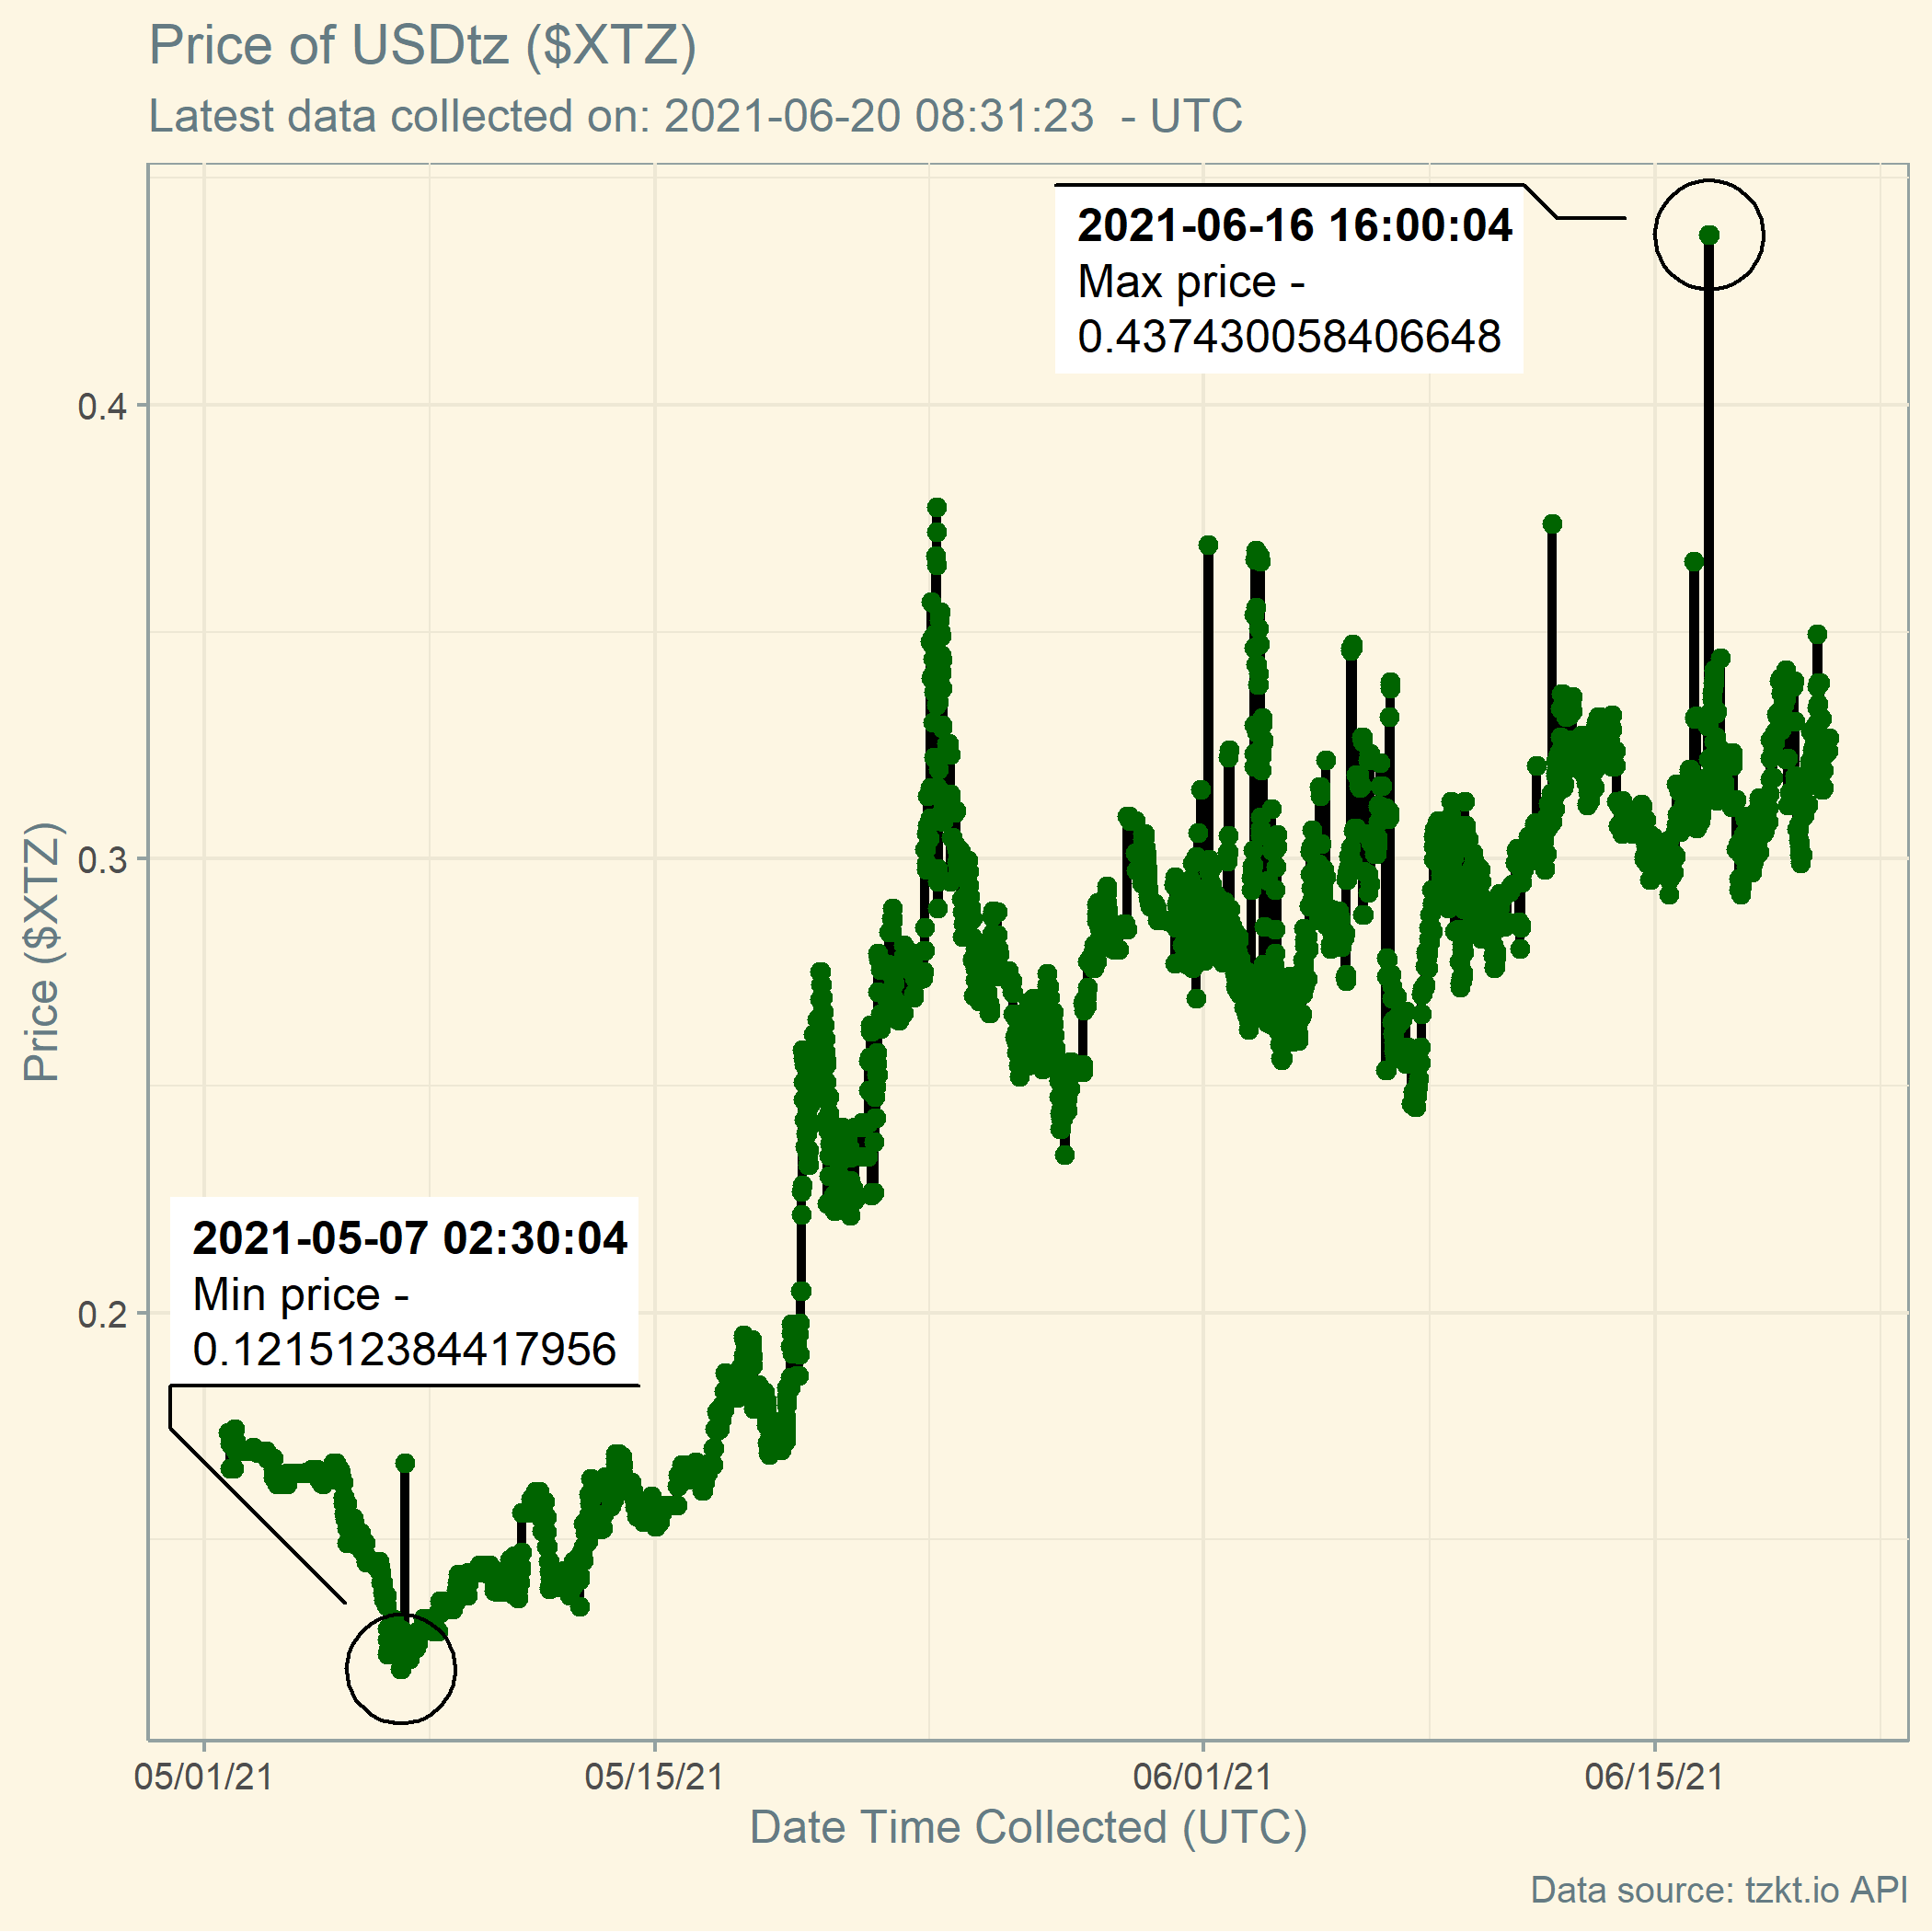 Price of USDtz ($XTZ)
Latest data collected on: 2021-06-20 08:31:23  - UTC
2021-06-16 16:00:04
Max price -
0.437430058406648
0.4
0.3
0.2
Price ($XTZ)
2021-05-07 02:30:04
Min price -
0.121512384417956
05/01/21
05/15/21
06/01/21
06/15/21
Date Time Collected (UTC)
Data source: tzkt.io API